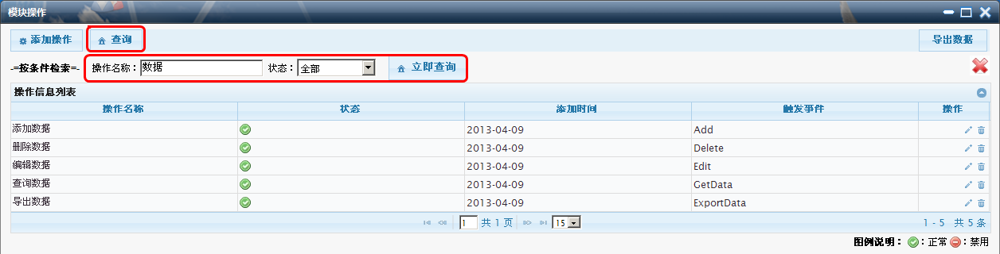 模块操作
添加操作 查询 导出数据
-=按条件检索=- 操作名称： 数据 状态： 全部 立即查询
操作信息列表
操作名称 状态 添加时间 触发事件 操作
添加数据 2013-04-09 Add
删除数据 2013-04-09 Delete
编辑数据 2013-04-09 Edit
查询数据 2013-04-09 GetData
导出数据 2013-04-09 ExportData
1 共 1 页 15 1 - 5 共 5 条
图例说明： ：正常 ：禁用